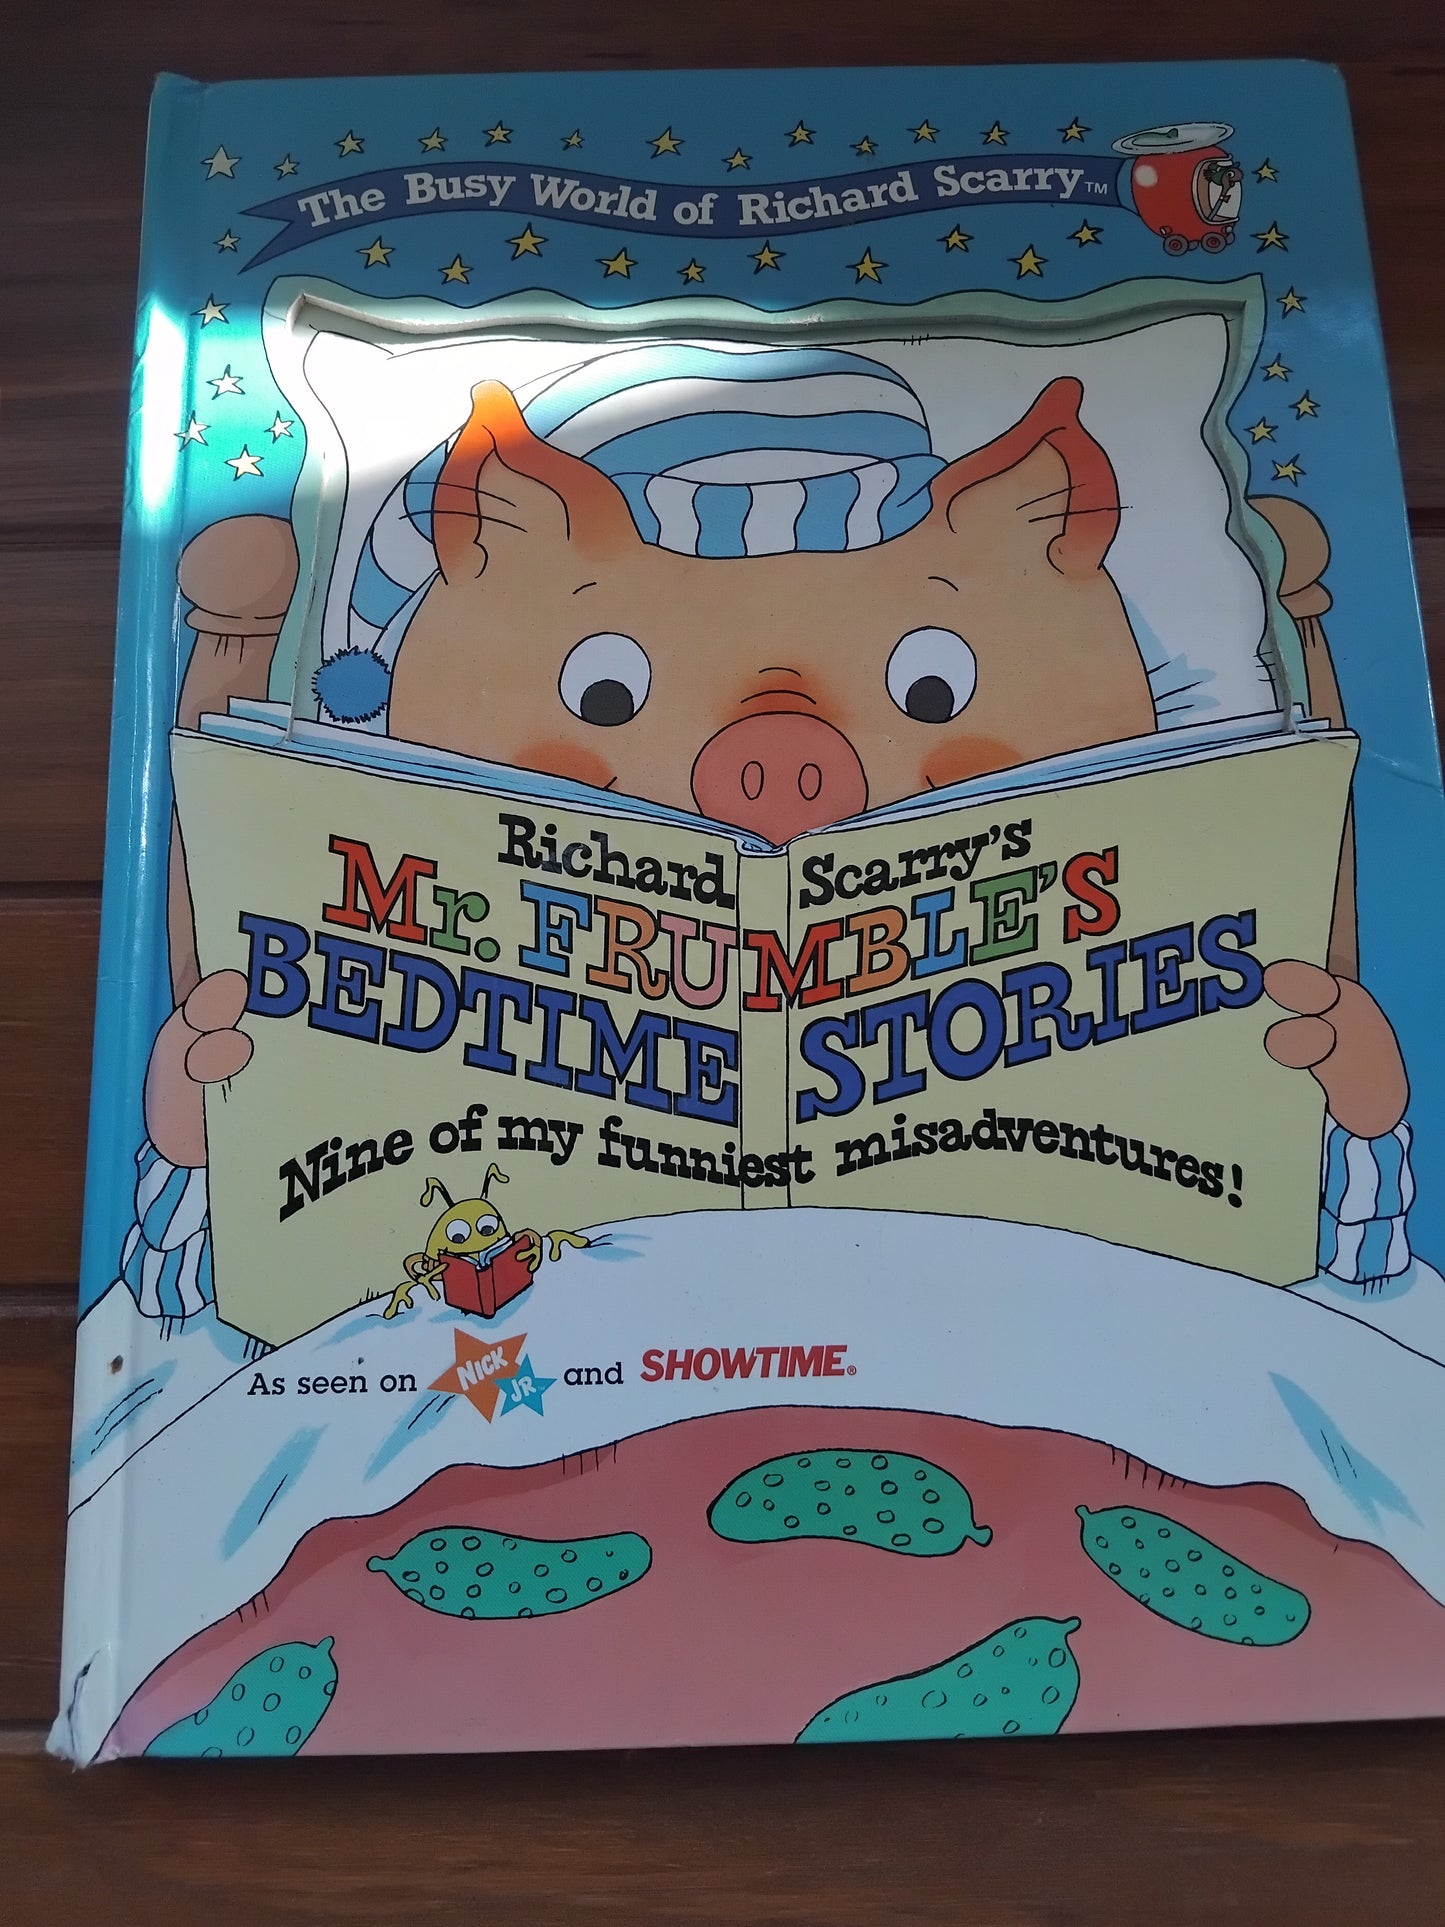 The Busy World of Richard Scarry™
Richard Scarry's
Mr. FRUMBLE'S
BEDTIME STORIES
Nine of my funniest misadventures!
As seen on NICK JR™ and SHOWTIME®